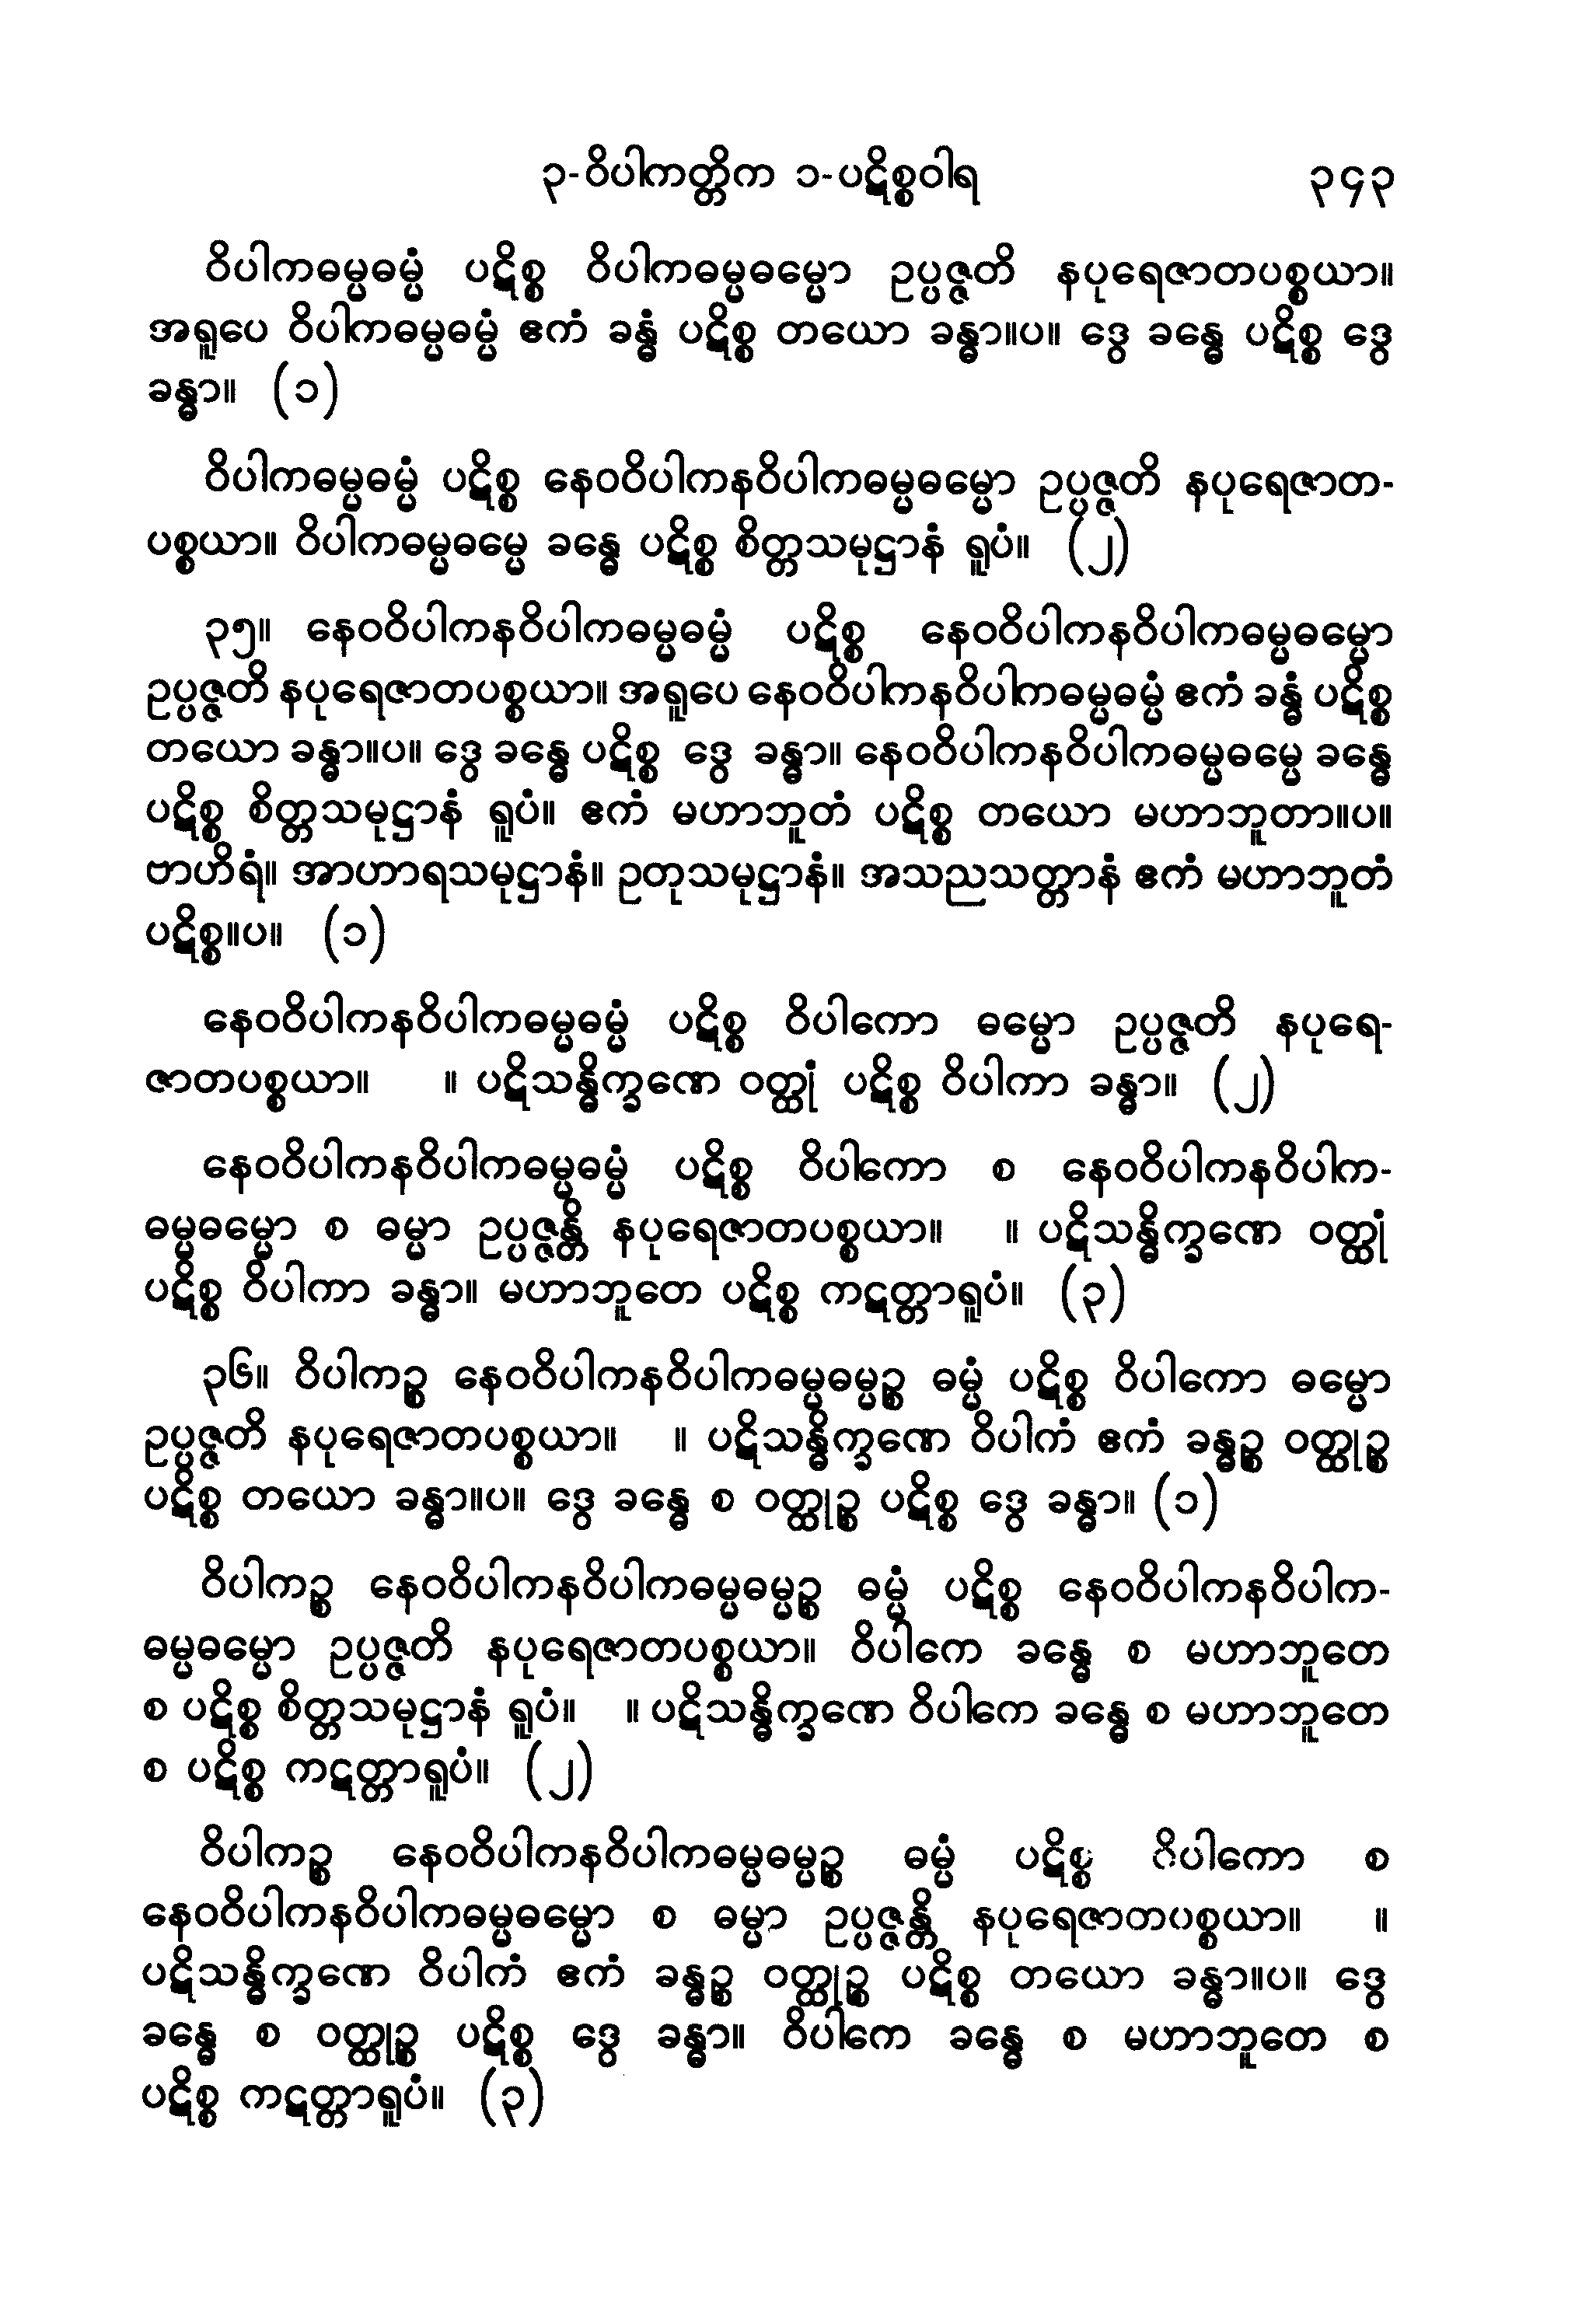 ၃-ဝိပါကတ္တိက ၁-ပဋိစ္စဝါရ ၃၄၃
ဝိပါကဓမ္မဓမ္မံ ပဋိစ္စ ဝိပါကဓမ္မဓမ္မော ဥပ္ပဇ္ဇတိ နပုရေဇာတပစ္စယာ။
အရူပေ ဝိပါကဓမ္မဓမ္မံ ဧကံ ခန္ဓံ ပဋိစ္စ တယော ခန္ဓာ။ပ။ ဒွေ ခန္ဓေ ပဋိစ္စ ဒွေ
ခန္ဓာ။ (၁)
ဝိပါကဓမ္မဓမ္မံ ပဋိစ္စ နေဝဝိပါကနဝိပါကဓမ္မဓမ္မော ဥပ္ပဇ္ဇတိ နပုရေဇာတ-
ပစ္စယာ။ ဝိပါကဓမ္မဓမ္မေ ခန္ဓေ ပဋိစ္စ စိတ္တသမုဋ္ဌာနံ ရူပံ။ (၂)
၃၅။ နေဝဝိပါကနဝိပါကဓမ္မဓမ္မံ ပဋိစ္စ နေဝဝိပါကနဝိပါကဓမ္မဓမ္မော
ဥပ္ပဇ္ဇတိ နပုရေဇာတပစ္စယာ။ အရူပေ နေဝဝိပါကနဝိပါကဓမ္မဓမ္မံ ဧကံ ခန္ဓံ ပဋိစ္စ
တယော ခန္ဓာ။ပ။ ဒွေ ခန္ဓေ ပဋိစ္စ ဒွေ ခန္ဓာ။ နေဝဝိပါကနဝိပါကဓမ္မဓမ္မေ ခန္ဓေ
ပဋိစ္စ စိတ္တသမုဋ္ဌာနံ ရူပံ။ ဧကံ မဟာဘူတံ ပဋိစ္စ တယော မဟာဘူတာ။ပ။
ဗာဟိရံ။ အာဟာရသမုဋ္ဌာနံ။ ဥတုသမုဋ္ဌာနံ။ အသညသတ္တာနံ ဧကံ မဟာဘူတံ
ပဋိစ္စ။ပ။ (၁)
နေဝဝိပါကနဝိပါကဓမ္မဓမ္မံ ပဋိစ္စ ဝိပါကော ဓမ္မော ဥပ္ပဇ္ဇတိ နပုရေ-
ဇာတပစ္စယာ။ ။ ပဋိသန္ဓိက္ခဏေ ဝတ္ထုံ ပဋိစ္စ ဝိပါကာ ခန္ဓာ။ (၂)
နေဝဝိပါကနဝိပါကဓမ္မဓမ္မံ ပဋိစ္စ ဝိပါကော စ နေဝဝိပါကနဝိပါက-
ဓမ္မဓမ္မော စ ဓမ္မာ ဥပ္ပဇ္ဇန္တိ နပုရေဇာတပစ္စယာ။ ။ ပဋိသန္ဓိက္ခဏေ ဝတ္ထုံ
ပဋိစ္စ ဝိပါကာ ခန္ဓာ။ မဟာဘူတေ ပဋိစ္စ ကဋတ္တာရူပံ။ (၃)
၃၆။ ဝိပါကဉ္စ နေဝဝိပါကနဝိပါကဓမ္မဓမ္မဉ္စ ဓမ္မံ ပဋိစ္စ ဝိပါကော ဓမ္မော
ဥပ္ပဇ္ဇတိ နပုရေဇာတပစ္စယာ။ ။ ပဋိသန္ဓိက္ခဏေ ဝိပါကံ ဧကံ ခန္ဓဉ္စ ဝတ္ထုဉ္စ
ပဋိစ္စ တယော ခန္ဓာ။ပ။ ဒွေ ခန္ဓေ စ ဝတ္ထုဉ္စ ပဋိစ္စ ဒွေ ခန္ဓာ။ (၁)
ဝိပါကဉ္စ နေဝဝိပါကနဝိပါကဓမ္မဓမ္မဉ္စ ဓမ္မံ ပဋိစ္စ နေဝဝိပါကနဝိပါက-
ဓမ္မဓမ္မော ဥပ္ပဇ္ဇတိ နပုရေဇာတပစ္စယာ။ ဝိပါကေ ခန္ဓေ စ မဟာဘူတေ
စ ပဋိစ္စ စိတ္တသမုဋ္ဌာနံ ရူပံ။ ။ ပဋိသန္ဓိက္ခဏေ ဝိပါကေ ခန္ဓေ စ မဟာဘူတေ
စ ပဋိစ္စ ကဋတ္တာရူပံ။ (၂)
ဝိပါကဉ္စ နေဝဝိပါကနဝိပါကဓမ္မဓမ္မဉ္စ ဓမ္မံ ပဋိစ္စ ဝိပါကော စ
နေဝဝိပါကနဝိပါကဓမ္မဓမ္မော စ ဓမ္မာ ဥပ္ပဇ္ဇန္တိ နပုရေဇာတပစ္စယာ။ ။
ပဋိသန္ဓိက္ခဏေ ဝိပါကံ ဧကံ ခန္ဓဉ္စ ဝတ္ထုဉ္စ ပဋိစ္စ တယော ခန္ဓာ။ပ။ ဒွေ
ခန္ဓေ စ ဝတ္ထုဉ္စ ပဋိစ္စ ဒွေ ခန္ဓာ။ ဝိပါကေ ခန္ဓေ စ မဟာဘူတေ စ
ပဋိစ္စ ကဋတ္တာရူပံ။ (၃)